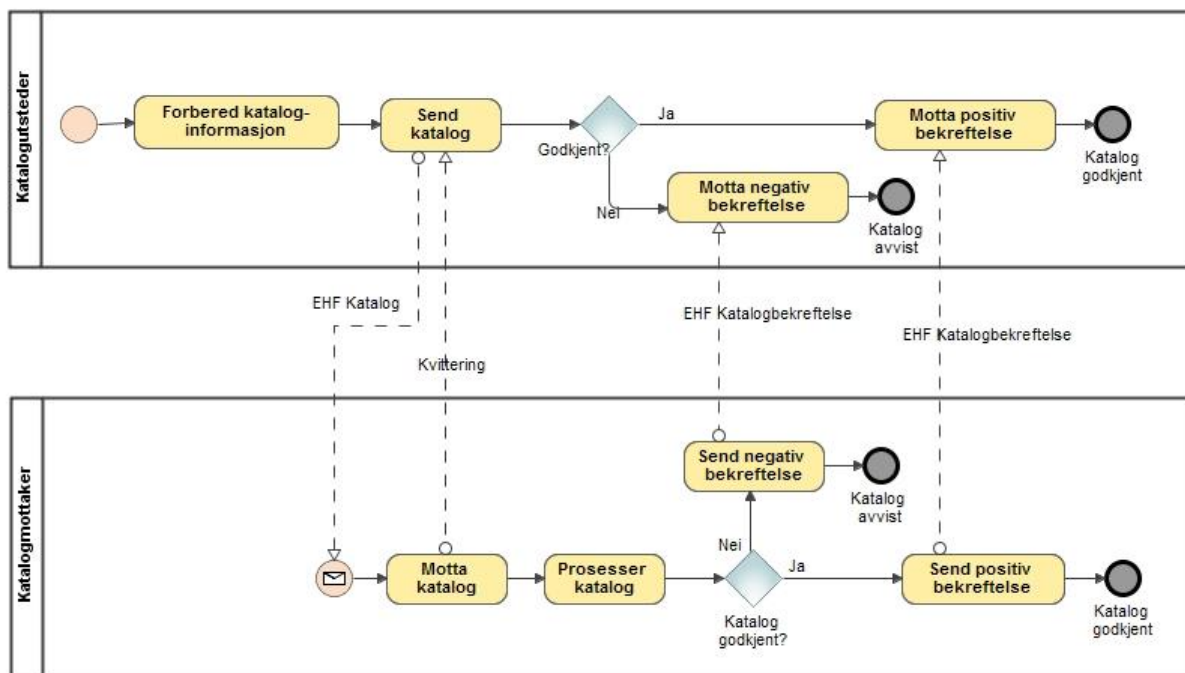 Katalogutsteder
Forbered katalog-
informasjon
Send
katalog
Godkjent?
Ja
Nei
Motta positiv
bekreftelse
Katalog
godkjent
Motta negativ
bekreftelse
Katalog
avvist
EHF Katalog
Kvittering
EHF Katalogbekreftelse
EHF Katalogbekreftelse
Katalogmottaker
Motta
katalog
Prosesser
katalog
Katalog
godkjent?
Nei
Ja
Send negativ
bekreftelse
Katalog
avvist
Send positiv
bekreftelse
Katalog
godkjent